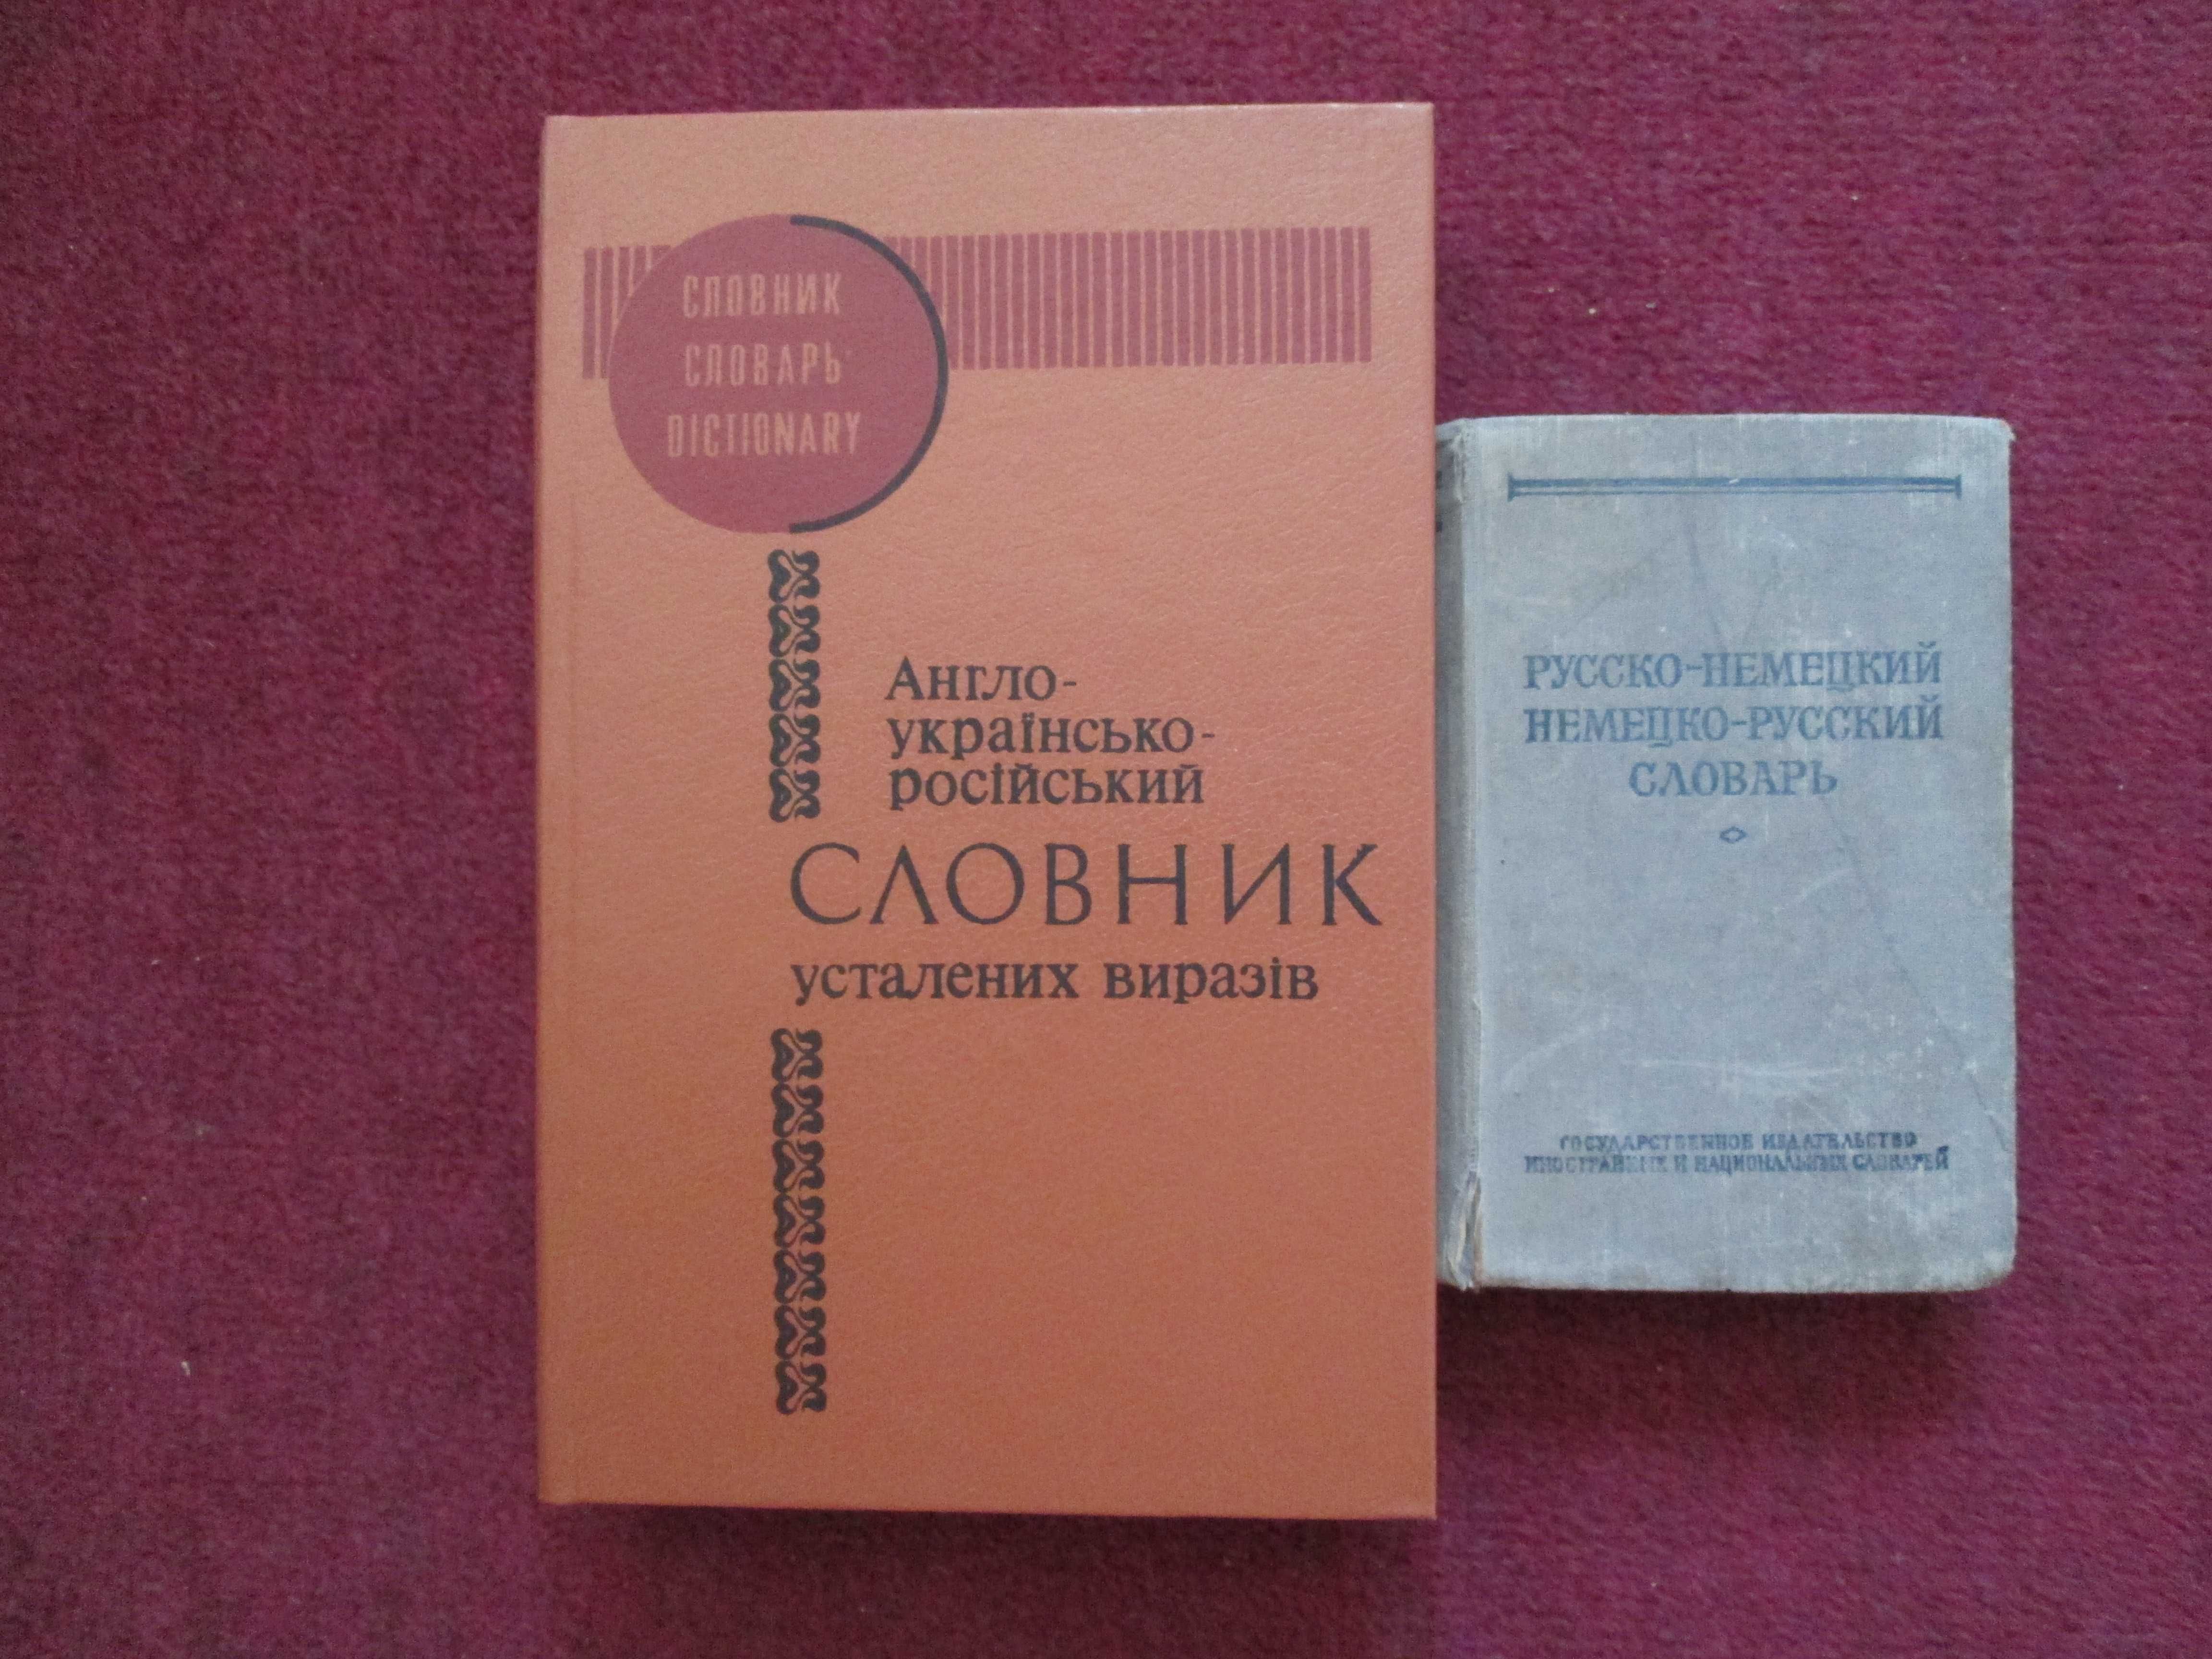 СЛОВНИК
СЛОВАРЬ
DICTIONARY
Англо-
українсько-
російський
СЛОВНИК
усталених виразів
РУССКО-НЕМЕЦКИЙ
НЕМЕЦКО-РУССКИЙ
СЛОВАРЬ
ГОСУДАРСТВЕННОЕ ИЗДАТЕЛЬСТВО
ИНОСТРАННЫХ И НАЦИОНАЛЬНЫХ СЛОВАРЕЙ